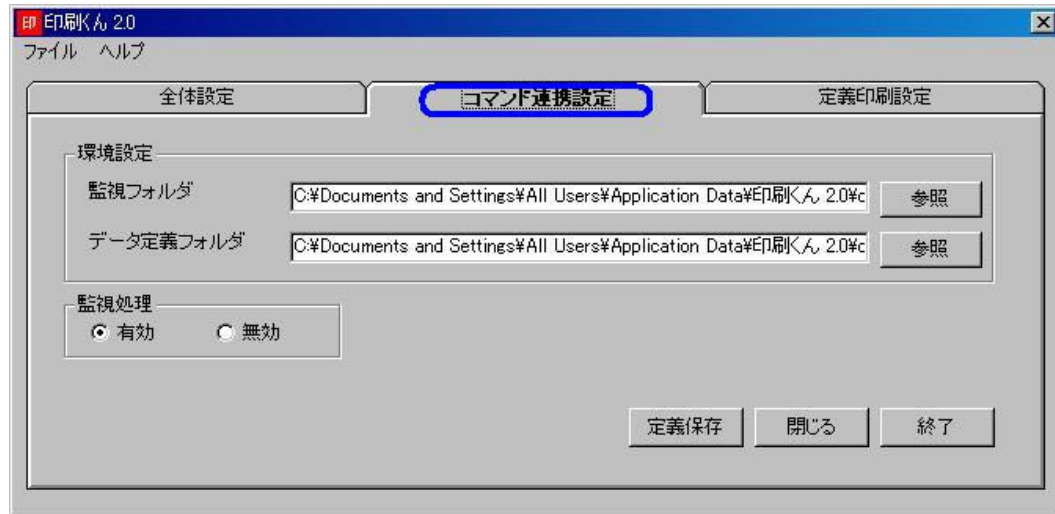 印 印刷くん 2.0
ファイル ヘルプ
全体設定 コマンド連携設定 定義印刷設定
環境設定
監視フォルダ C:¥Documents and Settings¥All Users¥Application Data¥印刷くん 2.0¥c 参照
データ定義フォルダ C:¥Documents and Settings¥All Users¥Application Data¥印刷くん 2.0¥c 参照
監視処理
有効 無効
定義保存 閉じる 終了